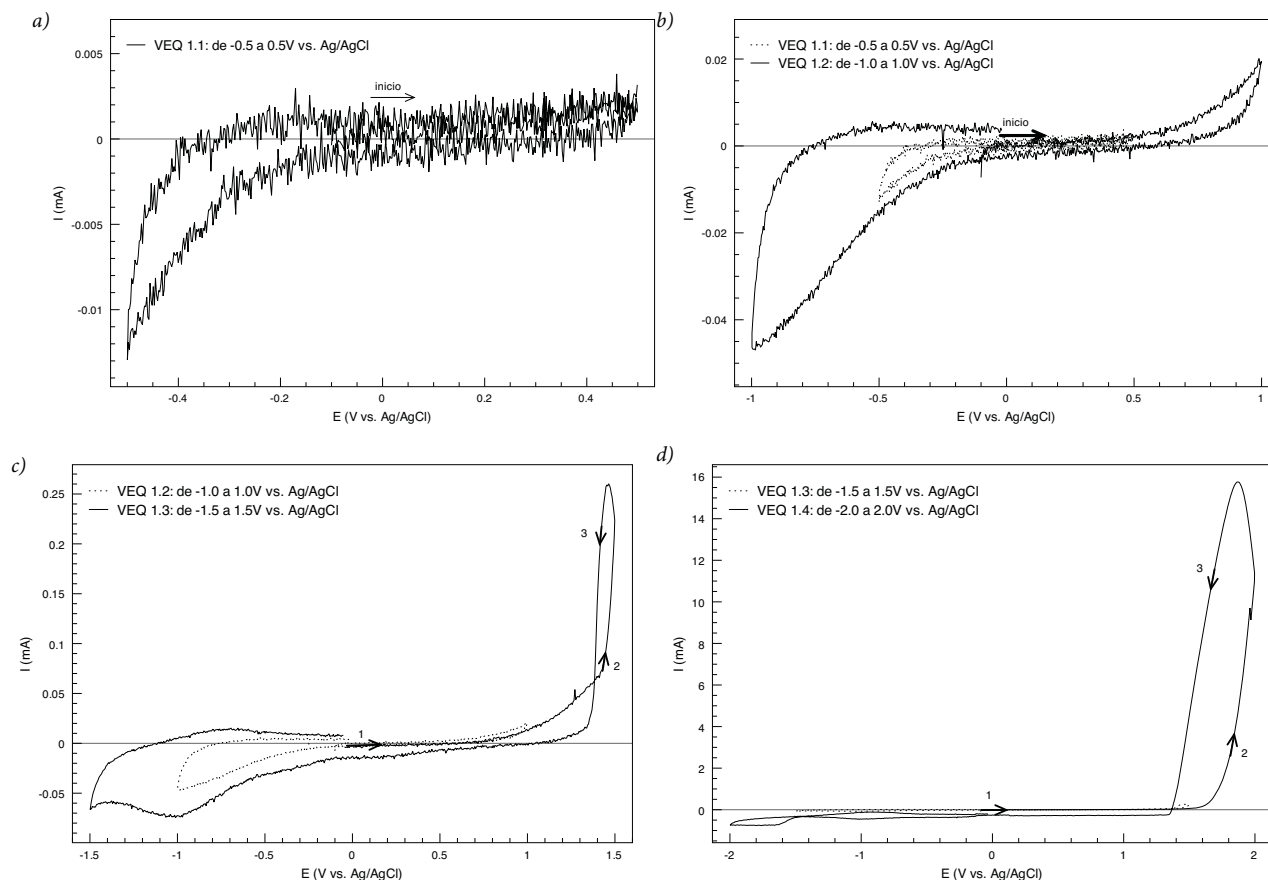 a)
VEQ 1.1: de -0.5 a 0.5V vs. Ag/AgCl
inicio
0.005
0
-0.005
-0.01
I (mA)
-0.4 -0.2 0 0.2 0.4
E (V vs. Ag/AgCl)
b)
VEQ 1.1: de -0.5 a 0.5V vs. Ag/AgCl
VEQ 1.2: de -1.0 a 1.0V vs. Ag/AgCl
inicio
0.02
0
-0.02
-0.04
I (mA)
-1 -0.5 0 0.5 1
E (V vs. Ag/AgCl)
c)
VEQ 1.2: de -1.0 a 1.0V vs. Ag/AgCl
VEQ 1.3: de -1.5 a 1.5V vs. Ag/AgCl
0.25
0.2
0.15
0.1
0.05
0
-0.05
I (mA)
3
2
1
-1.5 -1 -0.5 0 0.5 1 1.5
E (V vs. Ag/AgCl)
d)
VEQ 1.3: de -1.5 a 1.5V vs. Ag/AgCl
VEQ 1.4: de -2.0 a 2.0V vs. Ag/AgCl
16
14
12
10
8
6
4
2
0
I (mA)
3
2
1
-2 -1 0 1 2
E (V vs. Ag/AgCl)